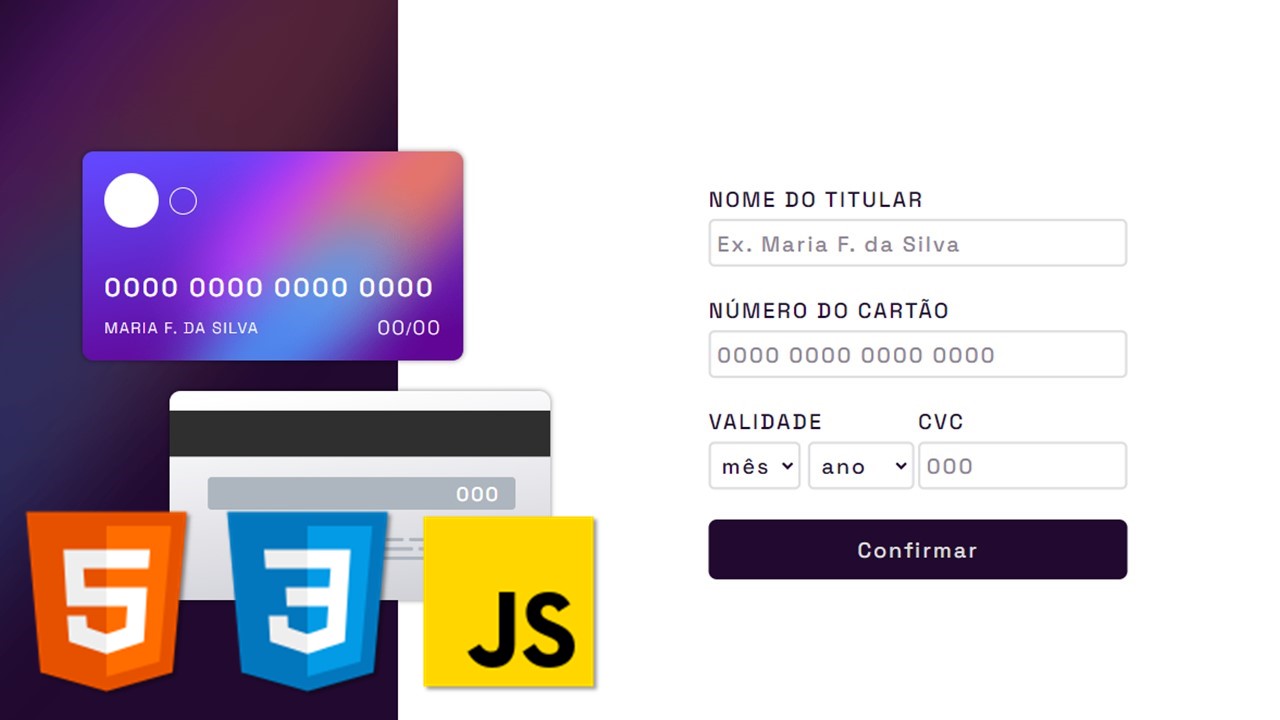 0000 0000 0000 0000
MARIA F. DA SILVA 00/00
000
5
3
JS
NOME DO TITULAR
Ex. Maria F. da Silva
NÚMERO DO CARTÃO
0000 0000 0000 0000
VALIDADE CVC
mês ano 000
Confirmar